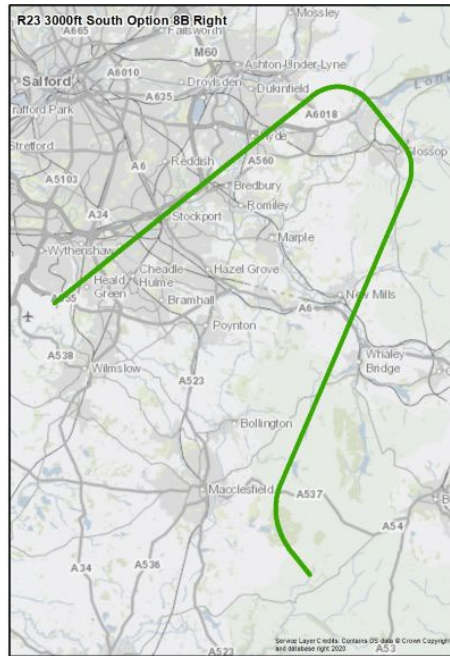 R23 3000ft South Option 8B Right
Mossley
Failsworth
A665
M60
A6010
Ashton-Under-Lyne
Salford
Droylsden
Dukinfield
A635
Trafford Park
A6018
Hyde
Stretford
A6
Reddish
A560
Glossop
A5103
Bredbury
A34
Romiley
Stockport
Marple
Wythenshaw
Cheadle
Hulme
Hazel Grove
Heald
Green
New Mills
Bramhall
A6
Poynton
A538
Whaley
Bridge
Wilmslow
A523
Bollington
Macclesfield
A537
A54
A34
A536
A523
A53
Service Layer Credits: Contains OS data © Crown Copyright
and database right 2020